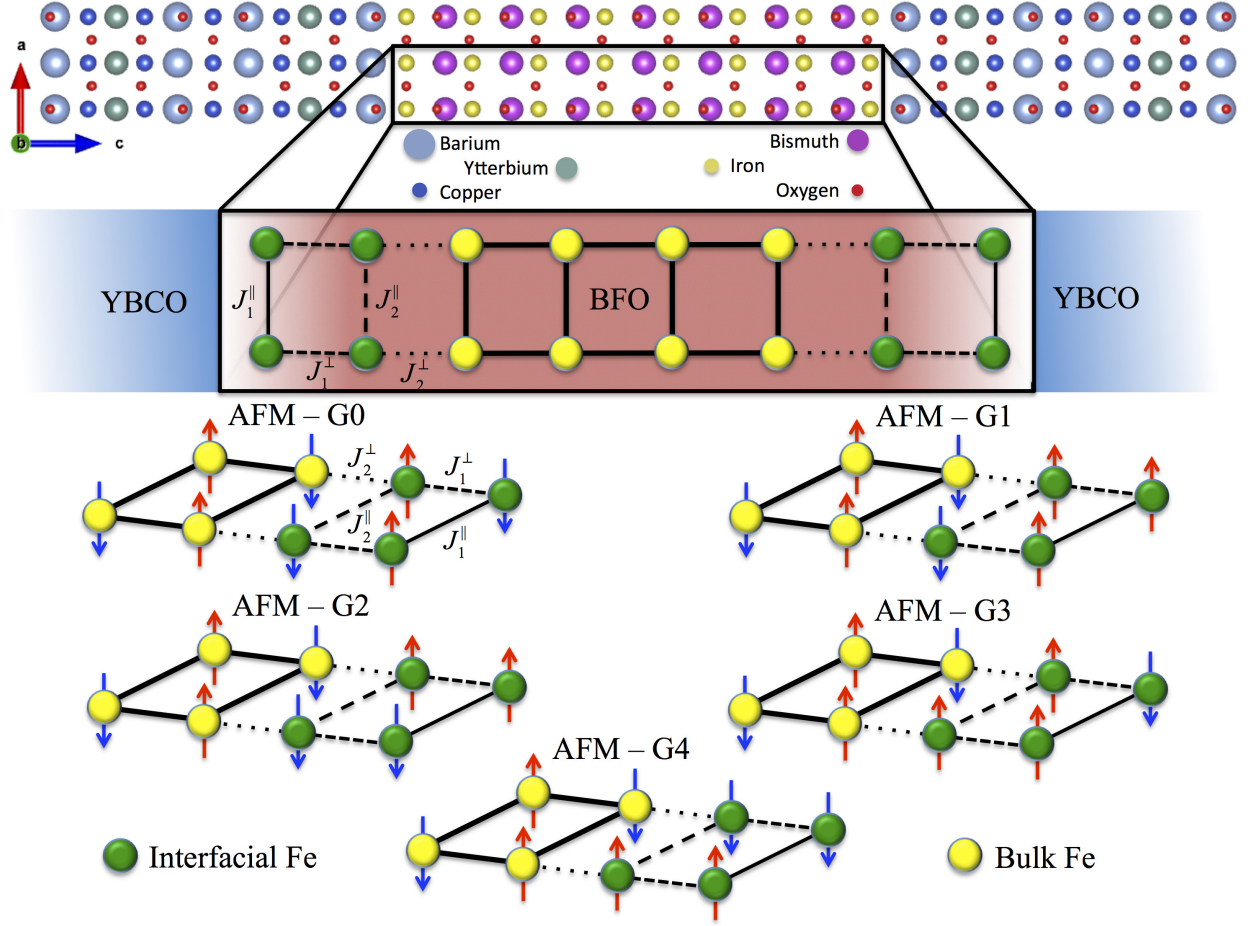 a
b
c
Barium
Ytterbium
Copper
Bismuth
Iron
Oxygen
YBCO
J₁∥
J₂∥
BFO
YBCO
J₁⊥
J₂⊥
AFM – G0
AFM – G1
J₂⊥
J₁⊥
J₂∥
J₁∥
AFM – G2
AFM – G3
AFM – G4
Interfacial Fe
Bulk Fe